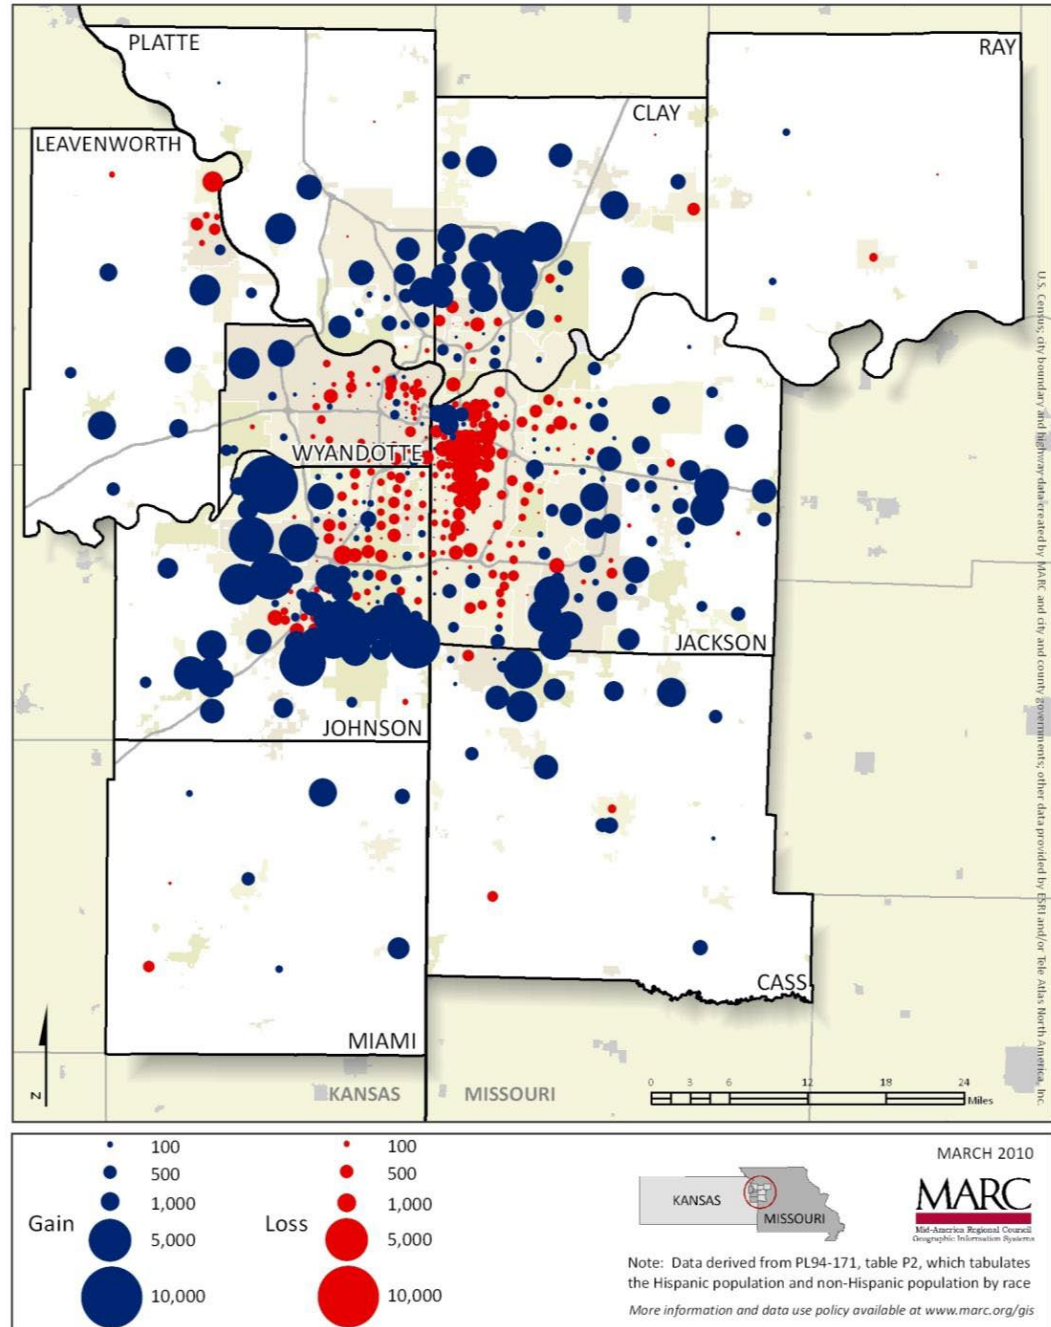 PLATTE
RAY
CLAY
LEAVENWORTH
WYANDOTTE
JACKSON
JOHNSON
CASS
MIAMI
KANSAS
MISSOURI
N
0 3 6 12 18 24
Miles
U.S. Census; city boundary and highway data created by MARC and city and county governments; other data provided by ESRI and/or Tele Atlas North America, Inc.
Gain
100
500
1,000
5,000
10,000
Loss
100
500
1,000
5,000
10,000
MARCH 2010
KANSAS
MISSOURI
MARC
Mid-America Regional Council
Geographic Information Systems
Note: Data derived from PL94-171, table P2, which tabulates
the Hispanic population and non-Hispanic population by race
More information and data use policy available at www.marc.org/gis